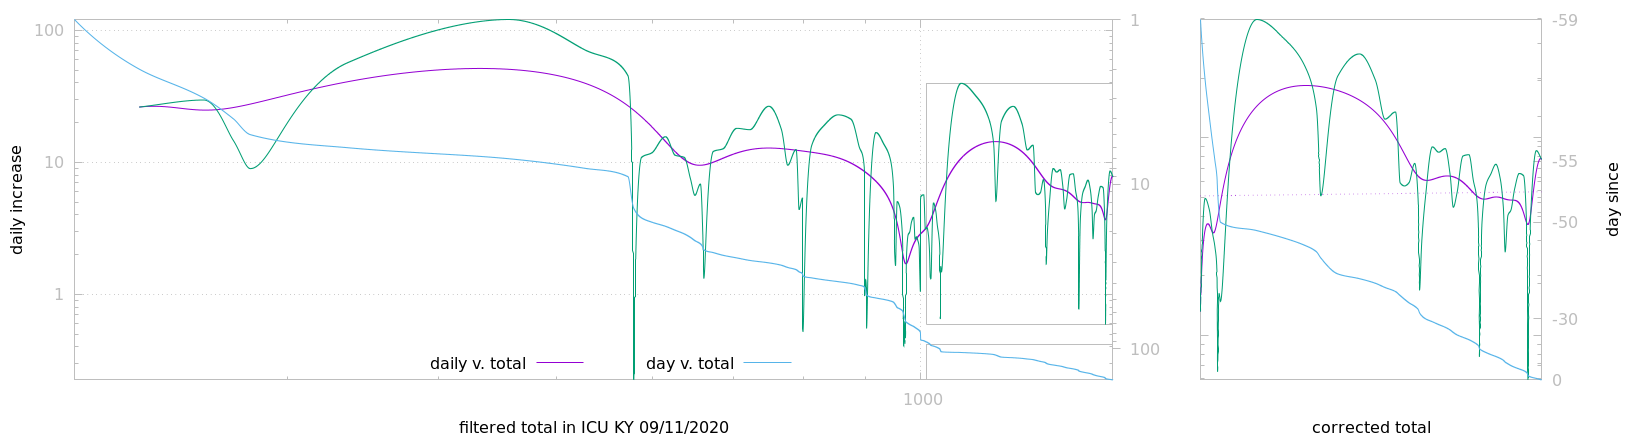 100
10
1
daily increase
daily v. total
day v. total
1
10
100
1000
filtered total in ICU KY 09/11/2020
-59
-55
-50
-30
0
day since
corrected total